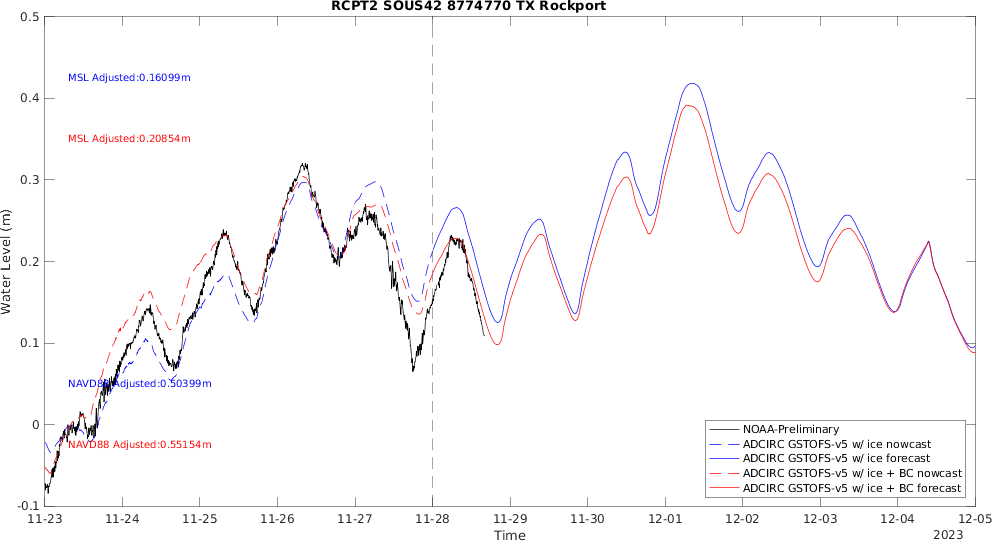 RCPT2 SOUS42 8774770 TX Rockport
0.5
MSL Adjusted:0.16099m
0.4
MSL Adjusted:0.20854m
0.3
Water Level (m)
0.2
0.1
NAVD88 Adjusted:0.50399m
0
NAVD88 Adjusted:0.55154m
-0.1
NOAA-Preliminary
ADCIRC GSTOFS-v5 w/ ice nowcast
ADCIRC GSTOFS-v5 w/ ice forecast
ADCIRC GSTOFS-v5 w/ ice + BC nowcast
ADCIRC GSTOFS-v5 w/ ice + BC forecast
11-23 11-24 11-25 11-26 11-27 11-28 11-29 11-30 12-01 12-02 12-03 12-04 12-05
Time
2023